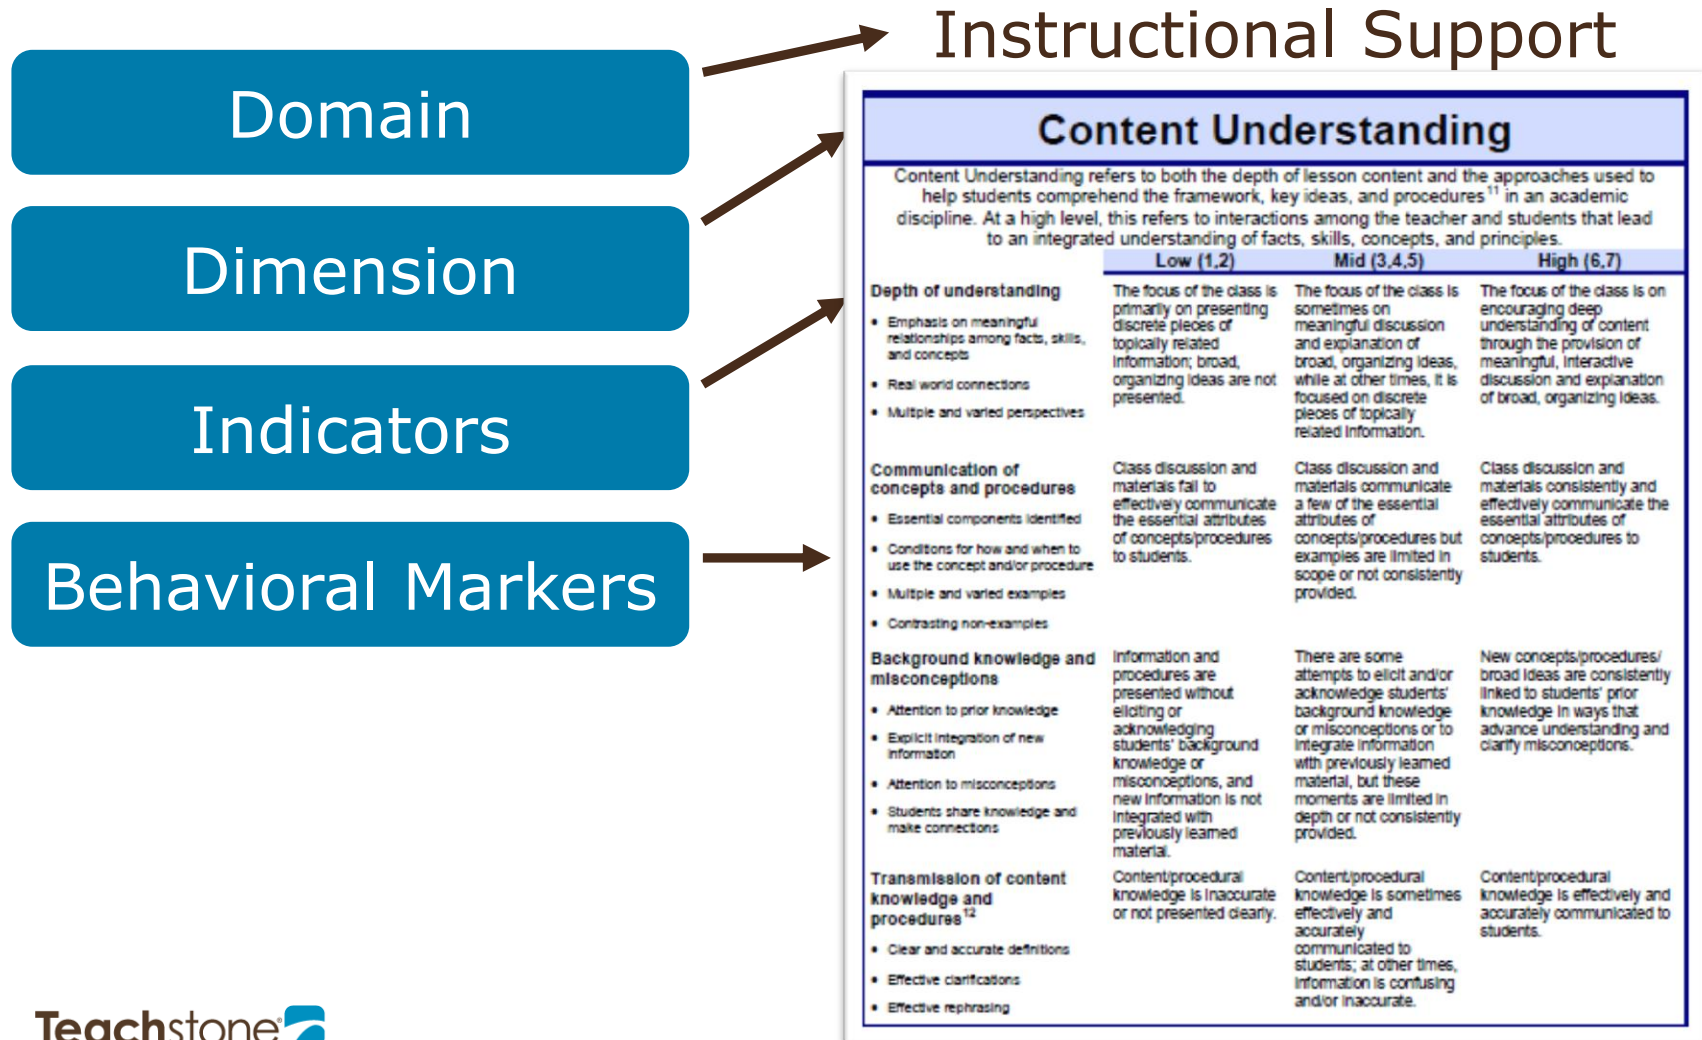 Instructional Support
Domain
Dimension
Indicators
Behavioral Markers
Content Understanding
Content Understanding refers to both the depth of lesson content and the approaches used to
help students comprehend the framework, key ideas, and procedures11 in an academic
discipline. At a high level, this refers to interactions among the teacher and students that lead
to an integrated understanding of facts, skills, concepts, and principles.
Low (1,2)
Mid (3,4,5)
High (6,7)
Depth of understanding
• Emphasis on meaningful
relationships among facts, skills,
and concepts
• Real world connections
• Multiple and varied perspectives
The focus of the class is
primarily on presenting
discrete pieces of
topically related
information; broad,
organizing ideas are not
presented.
The focus of the class is
sometimes on
meaningful discussion
and explanation of
broad, organizing ideas,
while at other times, it is
focused on discrete
pieces of topically
related information.
The focus of the class is on
encouraging deep
understanding of content
through the provision of
meaningful, interactive
discussion and explanation
of broad, organizing ideas.
Communication of
concepts and procedures
• Essential components identified
• Conditions for how and when to
use the concept and/or procedure
• Multiple and varied examples
• Contrasting non-examples
Class discussion and
materials fail to
effectively communicate
the essential attributes
of concepts/procedures
to students.
Class discussion and
materials communicate
a few of the essential
attributes of
concepts/procedures but
examples are limited in
scope or not consistently
provided.
Class discussion and
materials consistently and
effectively communicate the
essential attributes of
concepts/procedures to
students.
Background knowledge and
misconceptions
• Attention to prior knowledge
• Explicit integration of new
information
• Attention to misconceptions
• Students share knowledge and
make connections
Information and
procedures are
presented without
eliciting or
acknowledging
students' background
knowledge or
misconceptions, and
new information is not
integrated with
previously learned
material.
There are some
attempts to elicit and/or
acknowledge students'
background knowledge
or misconceptions or to
integrate information
with previously learned
material, but these
moments are limited in
depth or not consistently
provided.
New concepts/procedures/
broad ideas are consistently
linked to students' prior
knowledge in ways that
advance understanding and
clarify misconceptions.
Transmission of content
knowledge and
procedures12
• Clear and accurate definitions
• Effective clarifications
• Effective rephrasing
Content/procedural
knowledge is inaccurate
or not presented clearly.
Content/procedural
knowledge is sometimes
effectively and
accurately
communicated to
students; at other times,
information is confusing
and/or inaccurate.
Content/procedural
knowledge is effectively and
accurately communicated to
students.
Teachstone